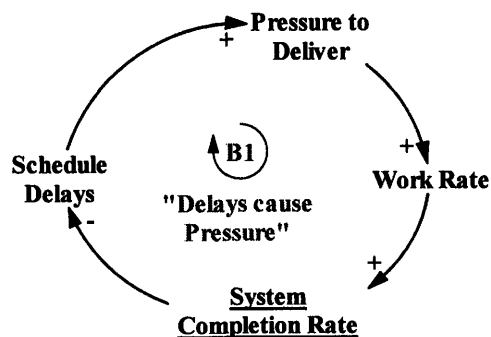 Pressure to
Deliver
+
+
Work Rate
B1
Schedule
Delays
"Delays cause
Pressure"
-
+
System
Completion Rate